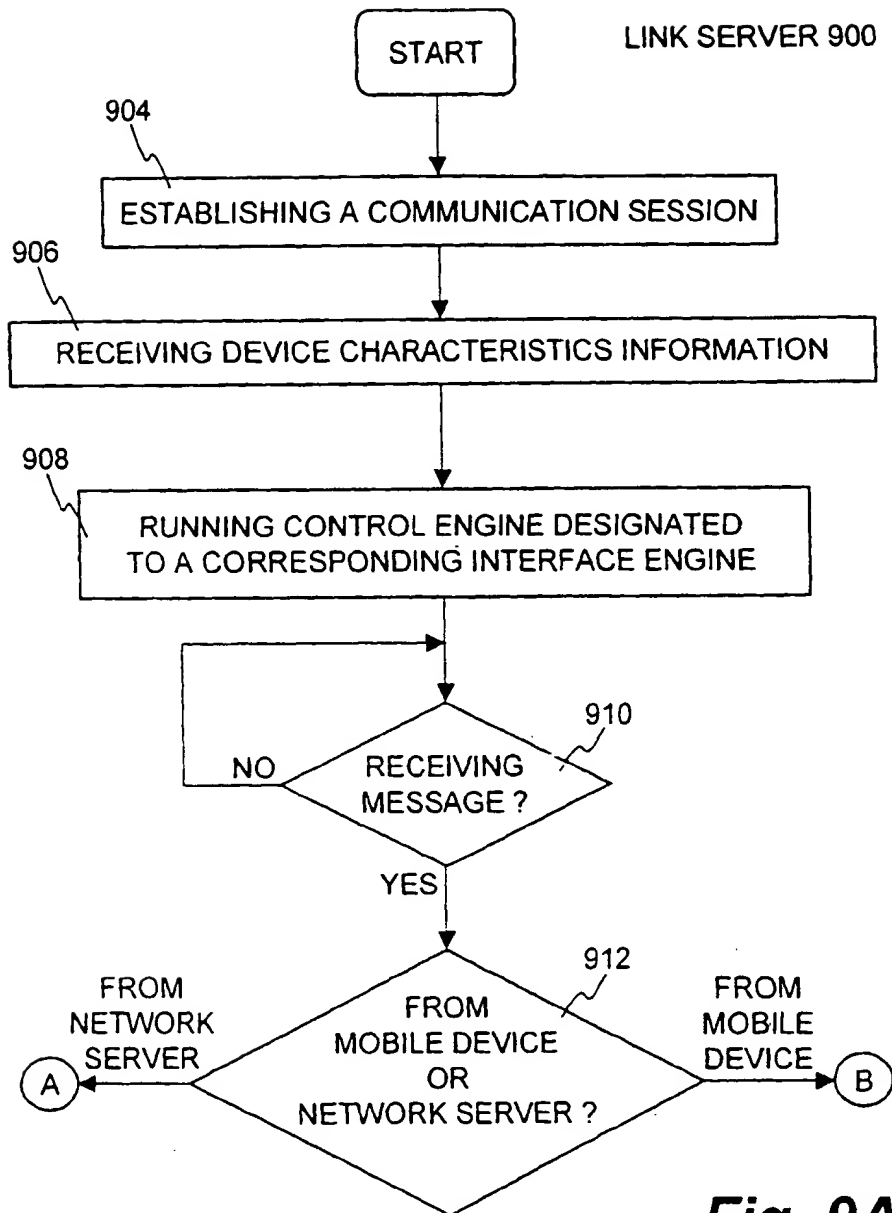 START
LINK SERVER 900
904
ESTABLISHING A COMMUNICATION SESSION
906
RECEIVING DEVICE CHARACTERISTICS INFORMATION
908
RUNNING CONTROL ENGINE DESIGNATED
TO A CORRESPONDING INTERFACE ENGINE
910
NO
RECEIVING
MESSAGE ?
YES
912
FROM
NETWORK
SERVER
FROM
MOBILE DEVICE
OR
NETWORK SERVER ?
FROM
MOBILE
DEVICE
A
B
Fig. 9A